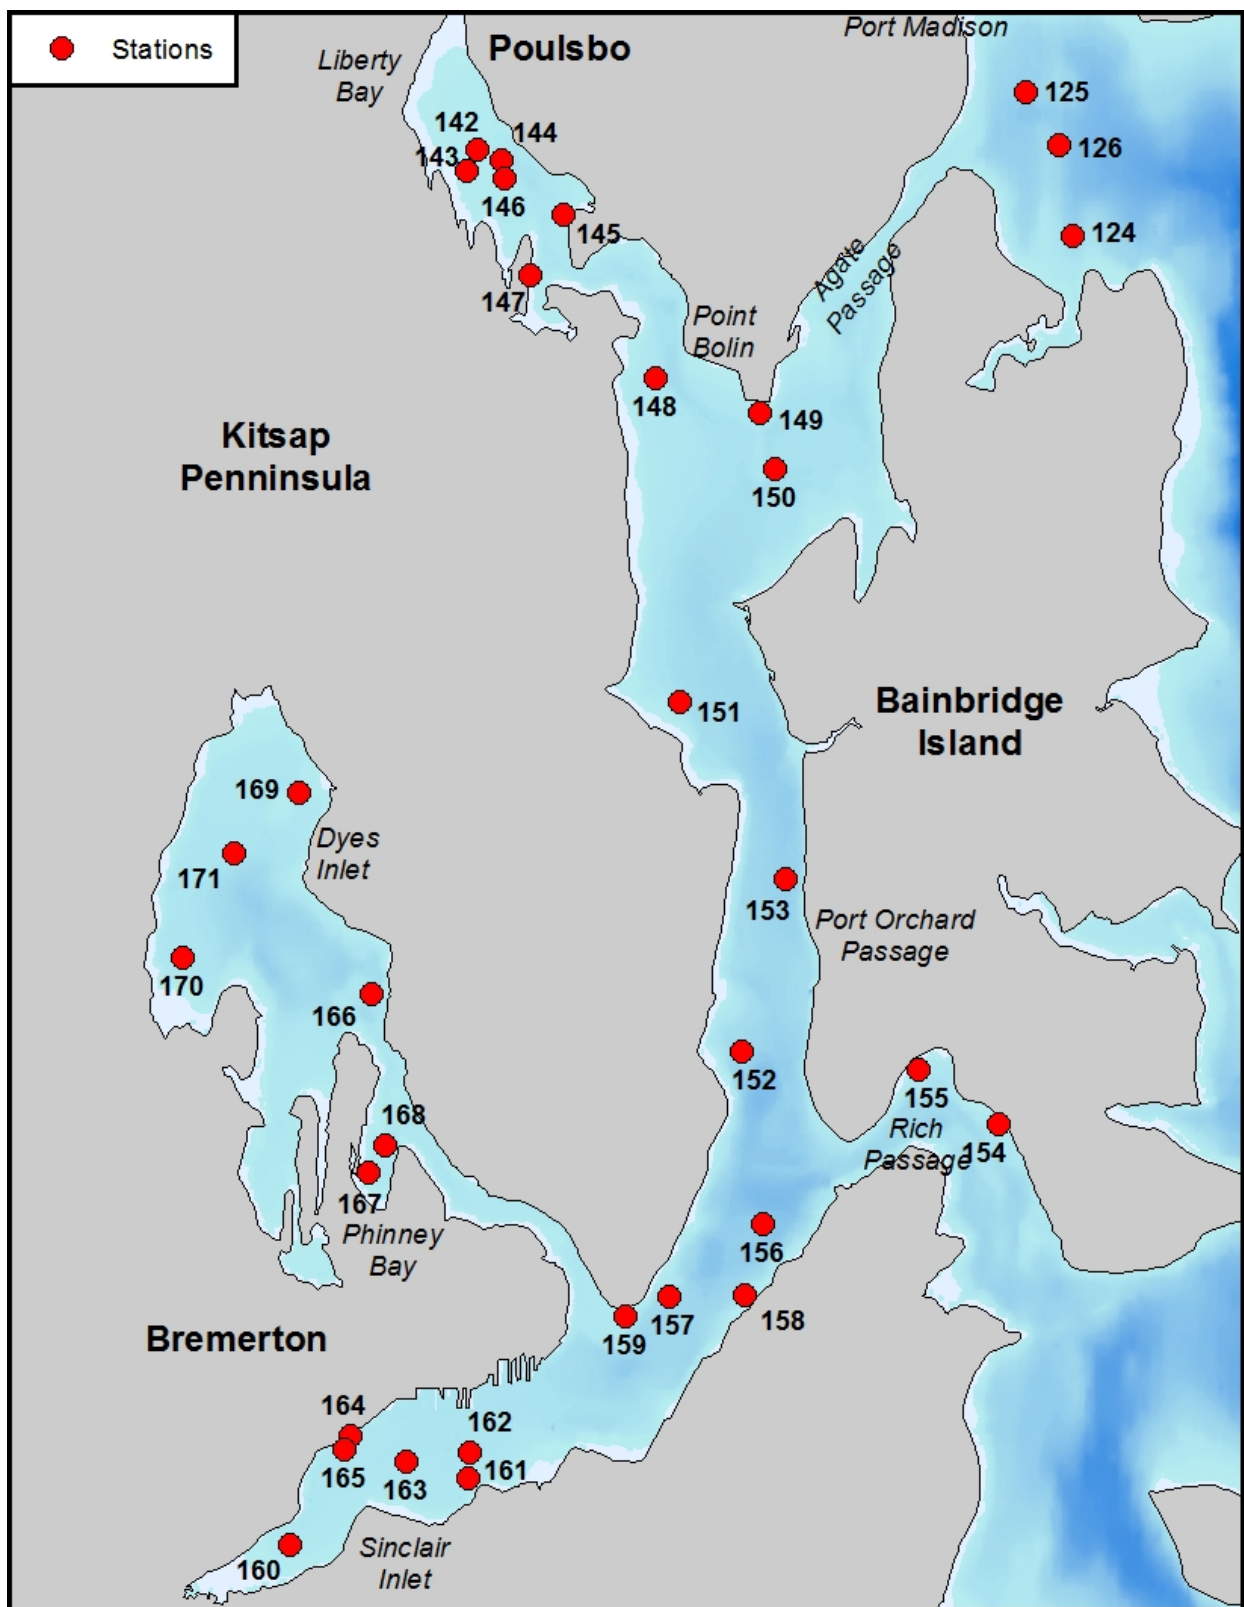 Stations
Liberty
Bay
Poulsbo
Port Madison
125
126
124
142
144
143
146
145
147
Agate
Passage
Point
Bolin
148
149
150
Kitsap
Penninsula
151
Bainbridge
Island
169
Dyes
Inlet
171
153
Port Orchard
Passage
170
166
152
155
Rich
Passage
154
168
167
Phinney
Bay
156
157
158
159
Bremerton
164
162
165
163
161
160
Sinclair
Inlet